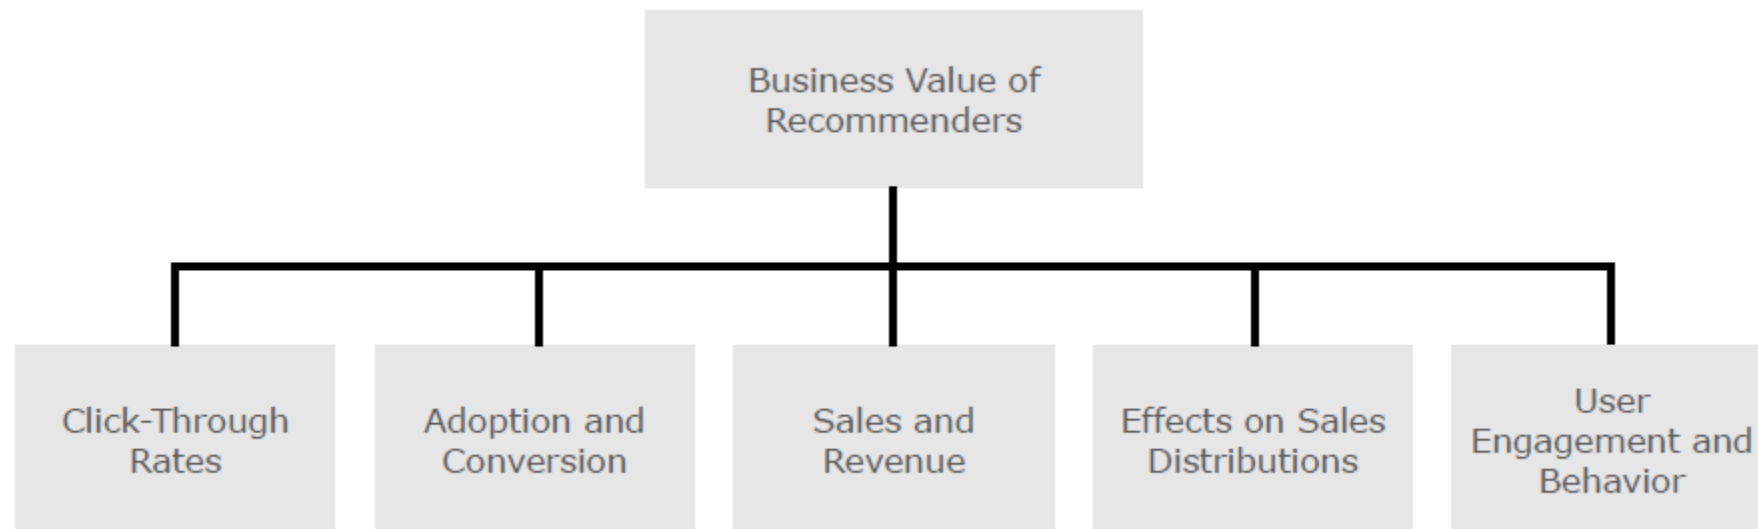 Business Value of
Recommenders
Click-Through
Rates
Adoption and
Conversion
Sales and
Revenue
Effects on Sales
Distributions
User
Engagement and
Behavior